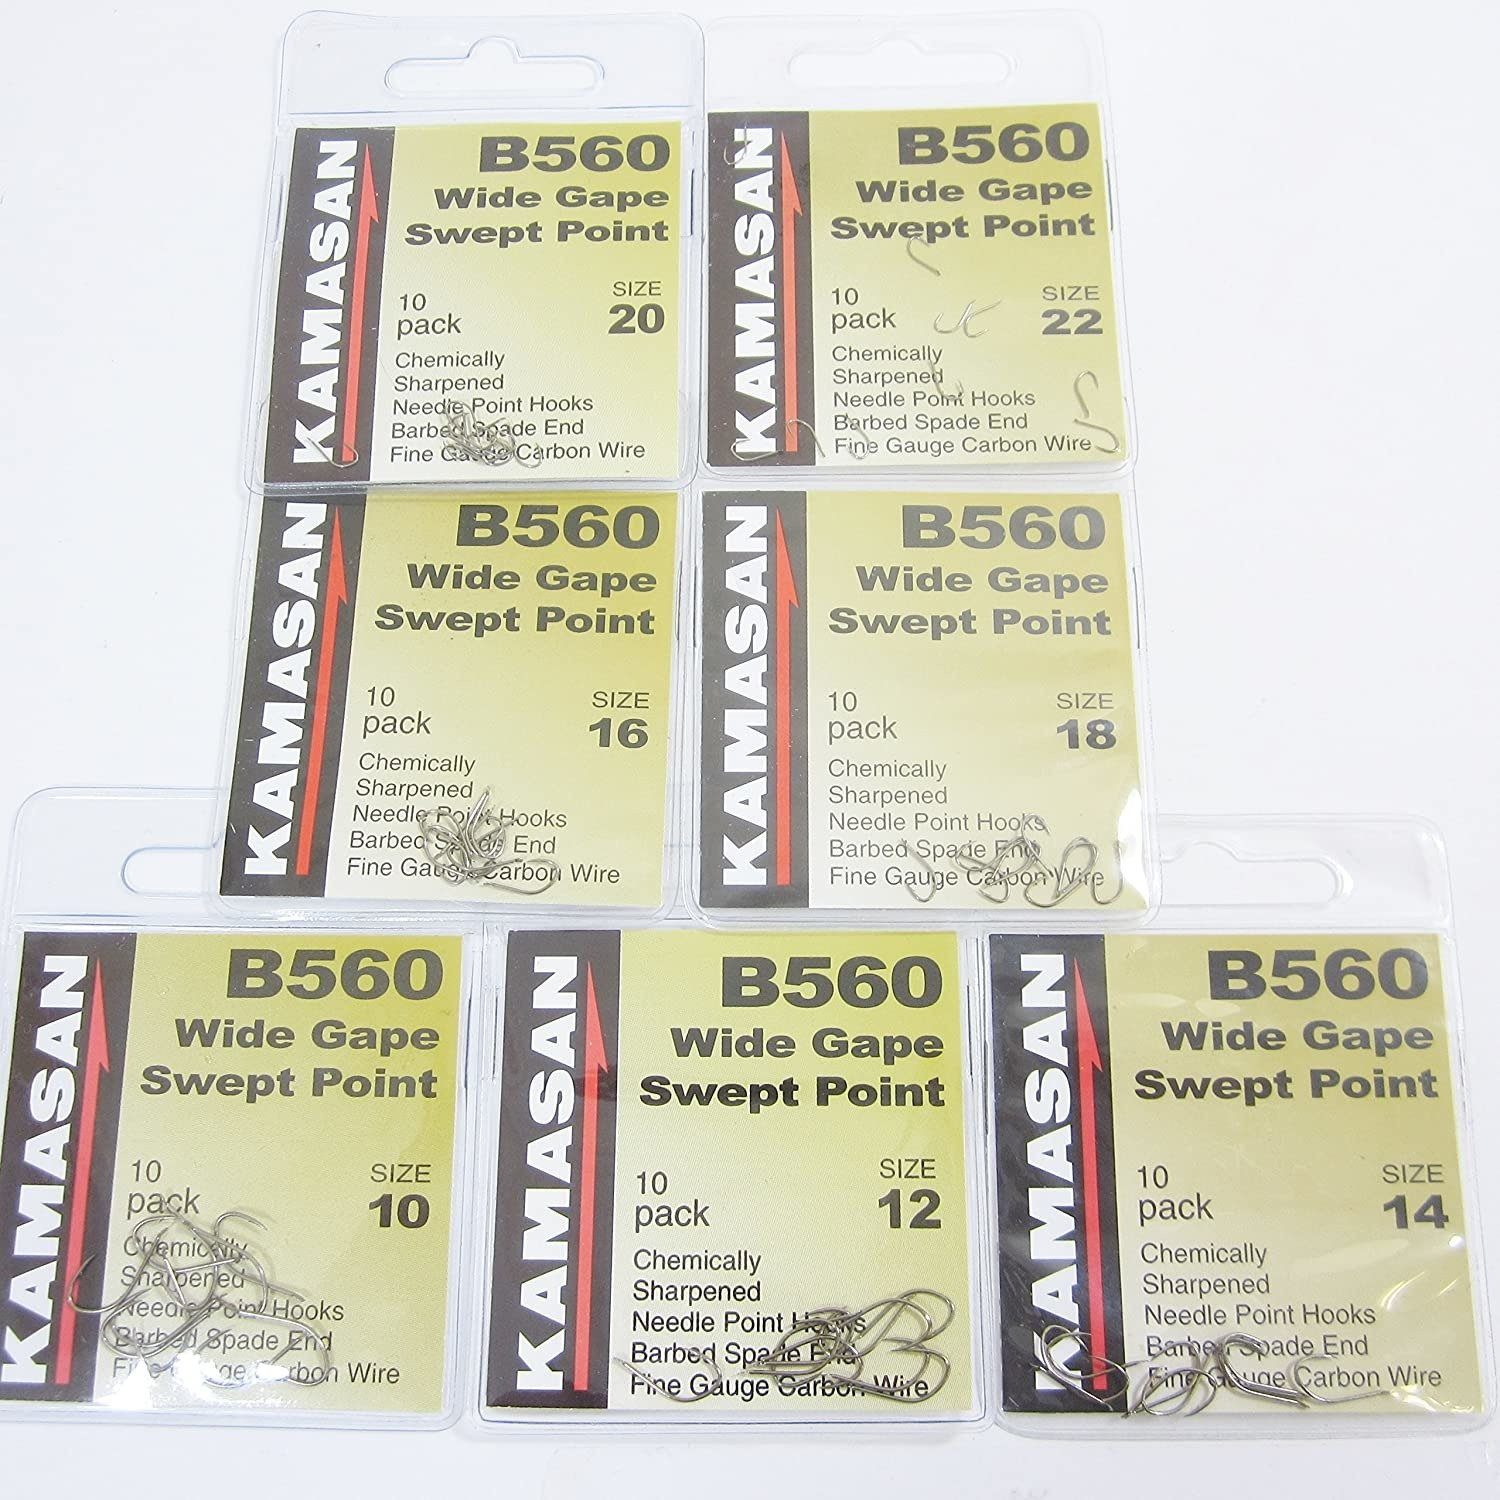 KAMASAN
B560
Wide Gape
Swept Point
10
pack
SIZE
20
Chemically
Sharpened
Needle Point Hooks
Barbed Spade End
Fine Gauge Carbon Wire
KAMASAN
B560
Wide Gape
Swept Point
10
pack
SIZE
22
Chemically
Sharpened
Needle Point Hooks
Barbed Spade End
Fine Gauge Carbon Wire
KAMASAN
B560
Wide Gape
Swept Point
10
pack
SIZE
16
Chemically
Sharpened
Needle Point Hooks
Barbed Spade End
Fine Gauge Carbon Wire
KAMASAN
B560
Wide Gape
Swept Point
10
pack
SIZE
18
Chemically
Sharpened
Needle Point Hooks
Barbed Spade End
Fine Gauge Carbon Wire
KAMASAN
B560
Wide Gape
Swept Point
10
pack
SIZE
10
Chemically
Sharpened
Needle Point Hooks
Barbed Spade End
Fine Gauge Carbon Wire
KAMASAN
B560
Wide Gape
Swept Point
10
pack
SIZE
12
Chemically
Sharpened
Needle Point Hooks
Barbed Spade End
Fine Gauge Carbon Wire
KAMASAN
B560
Wide Gape
Swept Point
10
pack
SIZE
14
Chemically
Sharpened
Needle Point Hooks
Barbed Spade End
Fine Gauge Carbon Wire